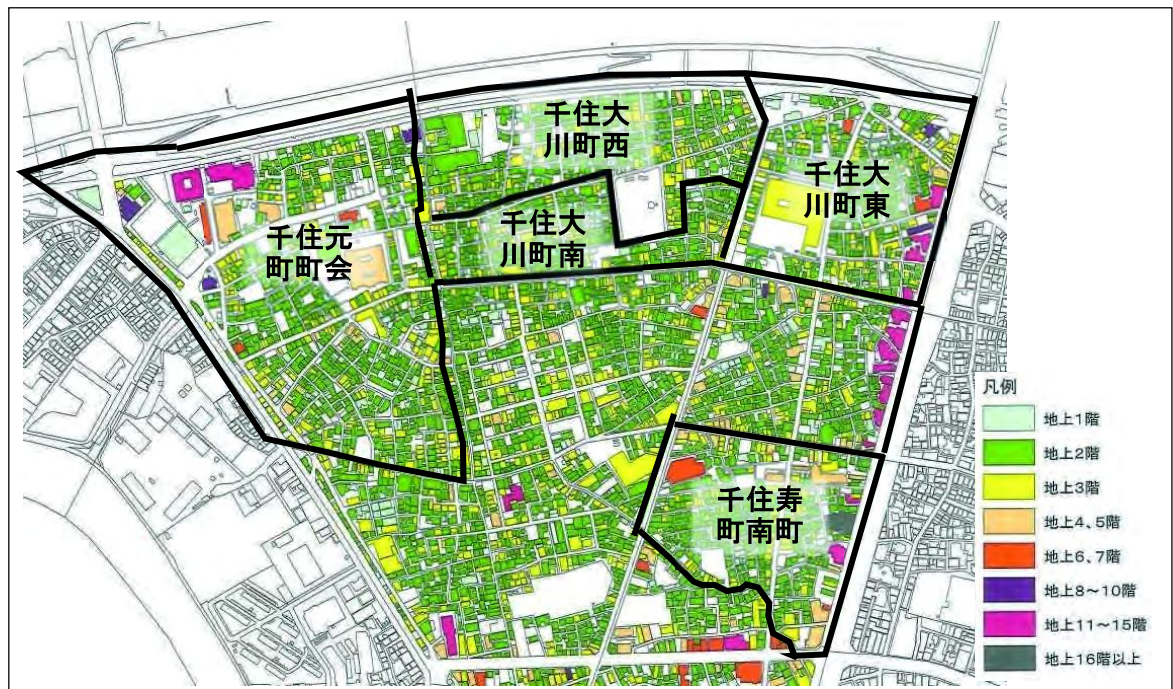 千住大
川町西
千住大
川町東
千住大
川町南
千住元
町町会
千住寿
町南町
凡例
地上1階
地上2階
地上3階
地上4、5階
地上6、7階
地上8～10階
地上11～15階
地上16階以上